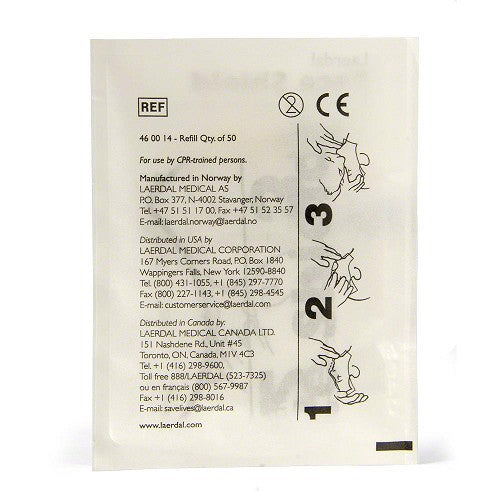 Laerdal
Face Shield
REF
2
CE
46 00 14 - Refill Qty. of 50
For use by CPR-trained persons.
Manufactured in Norway by
LAERDAL MEDICAL AS
P.O. Box 377, N-4002 Stavanger, Norway
Tel. +47 51 51 17 00, Fax +47 51 52 35 57
E-mail: laerdal.norway@laerdal.no
Distributed in USA by
LAERDAL MEDICAL CORPORATION
167 Myers Corners Road, P.O. Box 1840
Wappingers Falls, New York 12590-8840
Tel. (800) 431-1055, +1 (845) 297-7770
Fax (800) 227-1143, +1 (845) 298-4545
E-mail: customerservice@laerdal.com
Distributed in Canada by:
LAERDAL MEDICAL CANADA LTD.
151 Nashdene Rd., Unit #45
Toronto, ON, Canada, M1V 4C3
Tel. +1 (416) 298-9600,
Toll free 888/LAERDAL (523-7325)
ou en français (800) 567-9987
Fax +1 (416) 298-8016
E-mail: savelives@laerdal.ca
www.laerdal.com
3
2
1